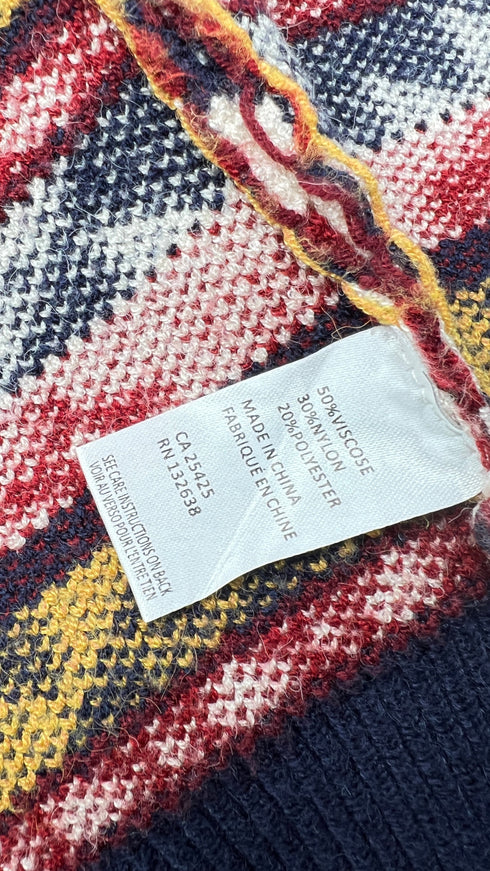 50%VISCOSE
30%NYLON
20%POLYESTER
MADE IN CHINA
FABRIQUÉ EN CHINE
CA 25425
RN 132638
SEE CARE INSTRUCTIONS ON BACK
VOIR AU VERSO POUR L'ENTRETIEN